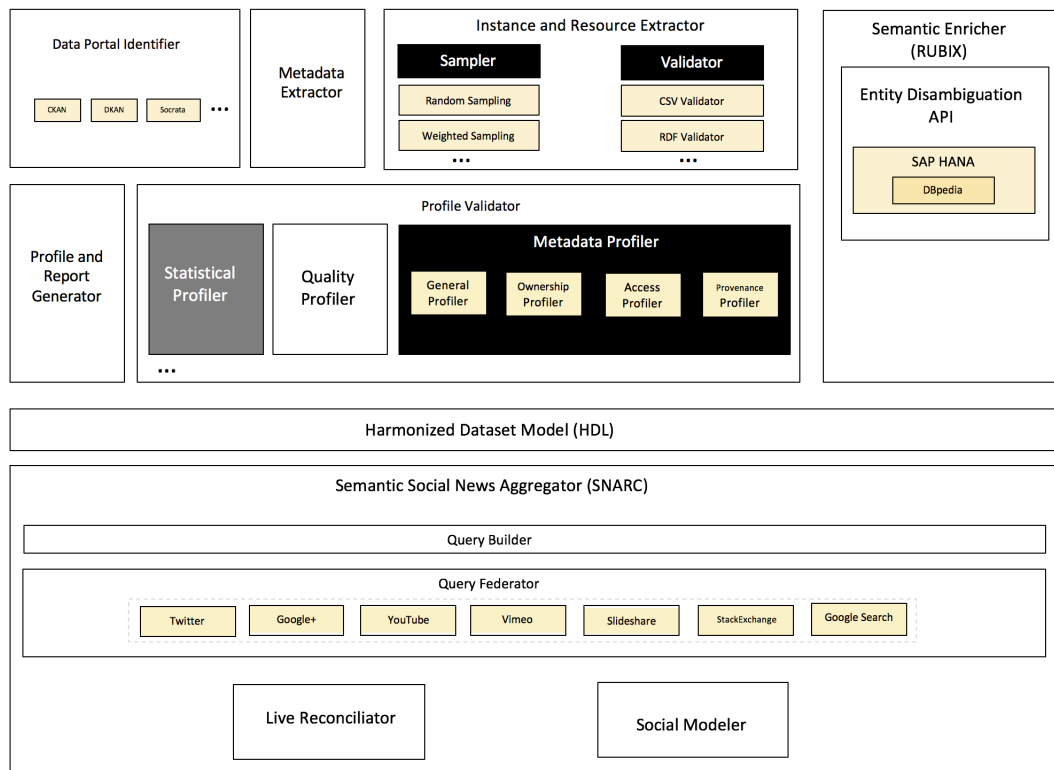 Data Portal Identifier
CKAN
DKAN
Socrata
...
Metadata
Extractor
Instance and Resource Extractor
Sampler
Random Sampling
Weighted Sampling
...
Validator
CSV Validator
RDF Validator
...
Semantic Enricher
(RUBIX)
Entity Disambiguation
API
SAP HANA
DBpedia
Profile and
Report
Generator
Profile Validator
Statistical
Profiler
Quality
Profiler
Metadata Profiler
General
Profiler
Ownership
Profiler
Access
Profiler
Provenance
Profiler
...
Harmonized Dataset Model (HDL)
Semantic Social News Aggregator (SNARC)
Query Builder
Query Federator
Twitter
Google+
YouTube
Vimeo
Slideshare
StackExchange
Google Search
Live Reconciliator
Social Modeler